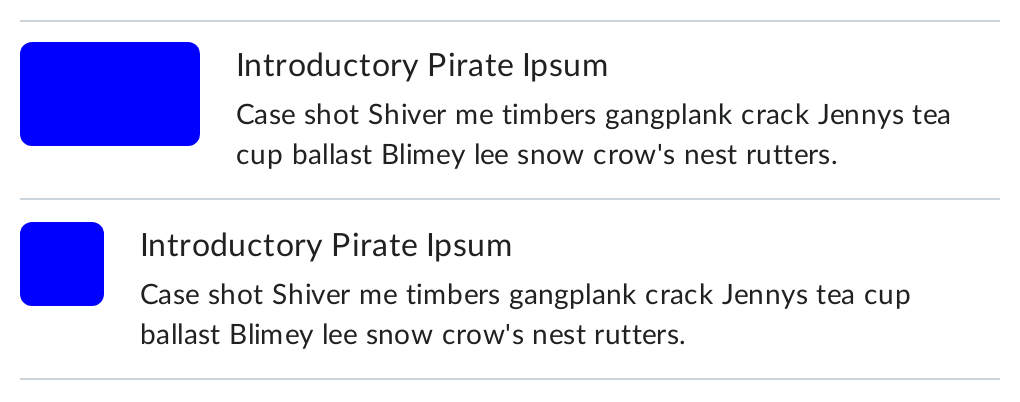 Introductory Pirate Ipsum
Case shot Shiver me timbers gangplank crack Jennys tea
cup ballast Blimey lee snow crow's nest rutters.
Introductory Pirate Ipsum
Case shot Shiver me timbers gangplank crack Jennys tea cup
ballast Blimey lee snow crow's nest rutters.